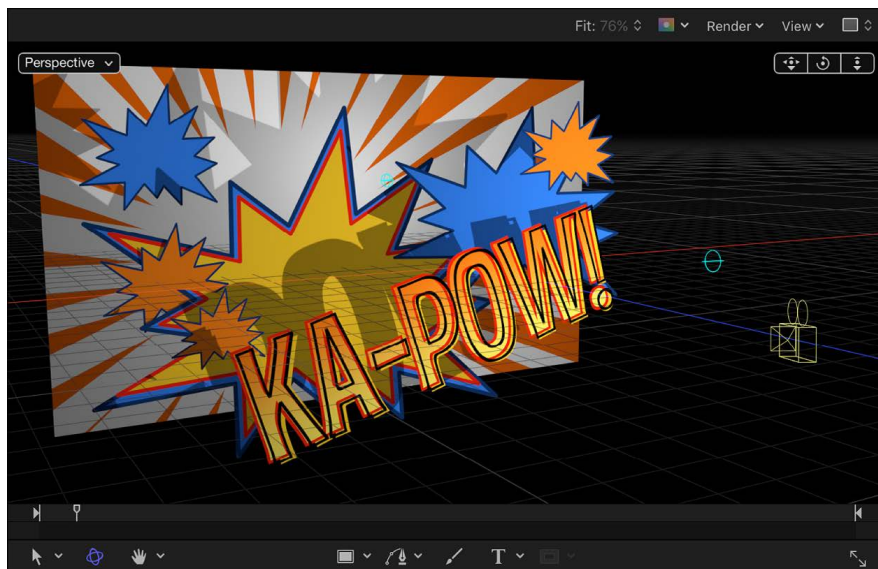 Fit: 76%
Render
View
Perspective
KA-POW!
T